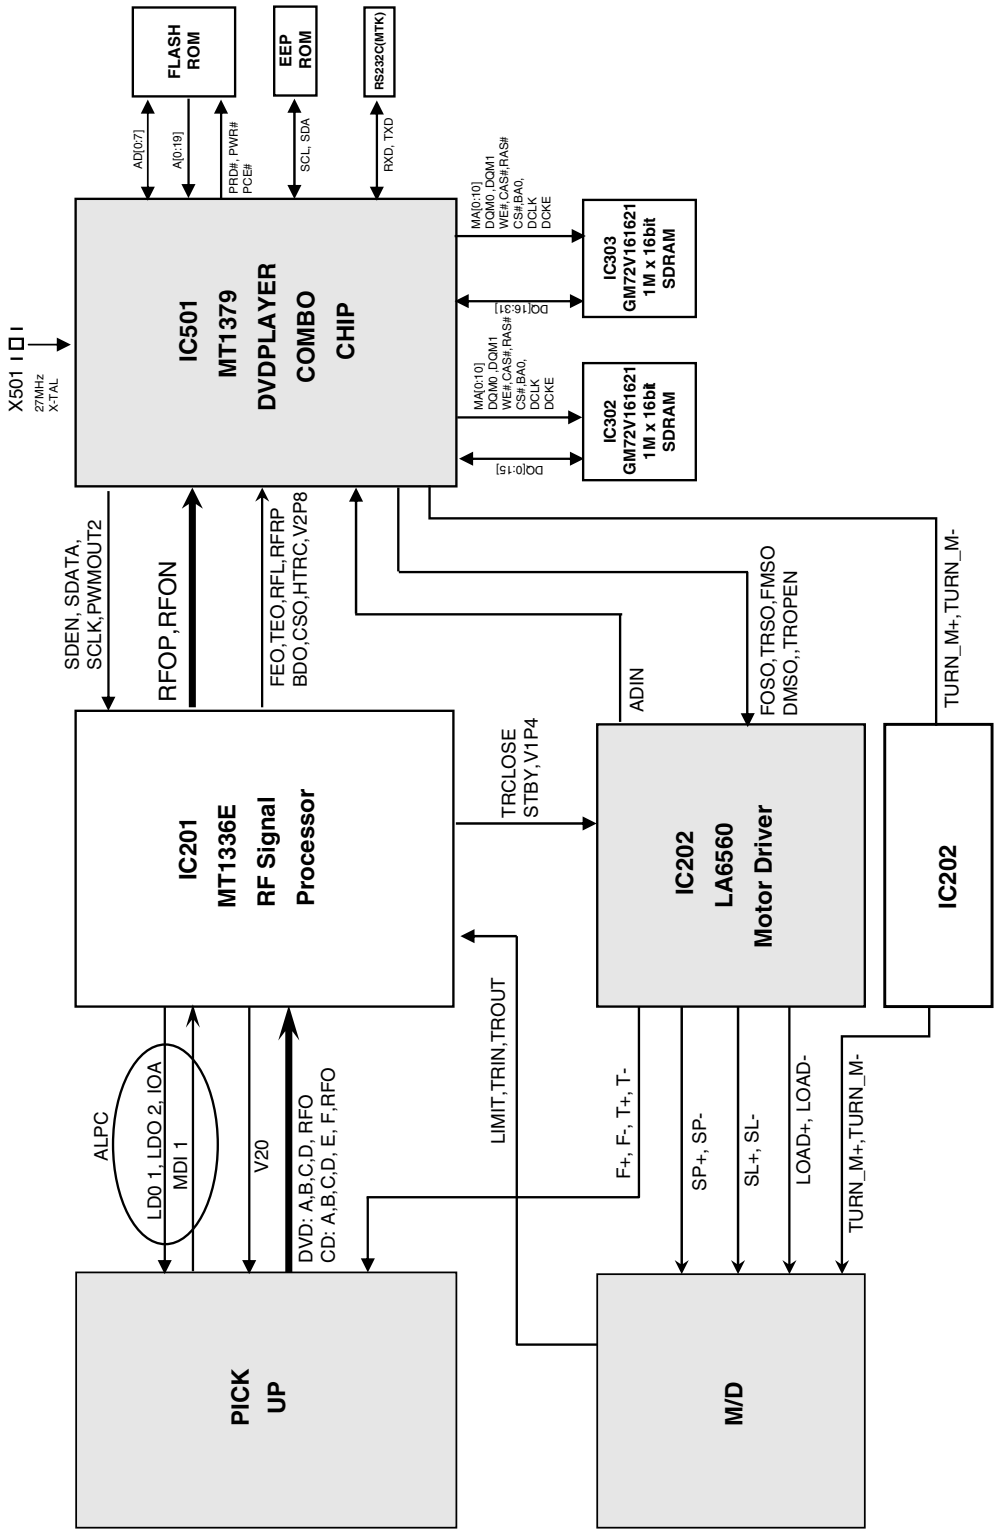 PICK
UP
M/D
ALPC
LD0 1, LDO 2, IOA
MDI 1
V20
DVD: A,B,C,D, RFO
CD: A,B,C,D, E, F,RFO
LIMIT,TRIN,TROUT
F+, F-, T+, T-
SP+, SP-
SL+, SL-
LOAD+, LOAD-
TURN_M+,TURN_M-
IC201
MT1336E
RF Signal
Processor
TRCLOSE
STBY,V1P4
IC202
LA6560
Motor Driver
IC202
SDEN, SDATA,
SCLK,PWMOUT2
RFOP,RFON
FEO,TEO,RFL,RFRP
BDO,CSO,HTRC,V2P8
ADIN
FOSO,TRSO,FMSO
DMSO,,TROPEN
TURN_M+,TURN_M-
X501
27MHz
X-TAL
IC501
MT1379
DVDPLAYER
COMBO
CHIP
DQ[0:15]
MA[0:10]
DQM0 ,DQM1
WE#,CAS#,RAS#
CS#,BA0,
DCLK
DCKE
IC302
GM72V161621
1M x 16bit
SDRAM
DQ[16:31]
MA[0:10]
DQM0 ,DQM1
WE#,CAS#,RAS#
CS#,BA0,
DCLK
DCKE
IC303
GM72V161621
1M x 16bit
SDRAM
AD[0:7]
A[0:19]
PRD#, PWR#
PCE#
SCL, SDA
RXD, TXD
FLASH
ROM
EEP
ROM
RS232C(MTK)